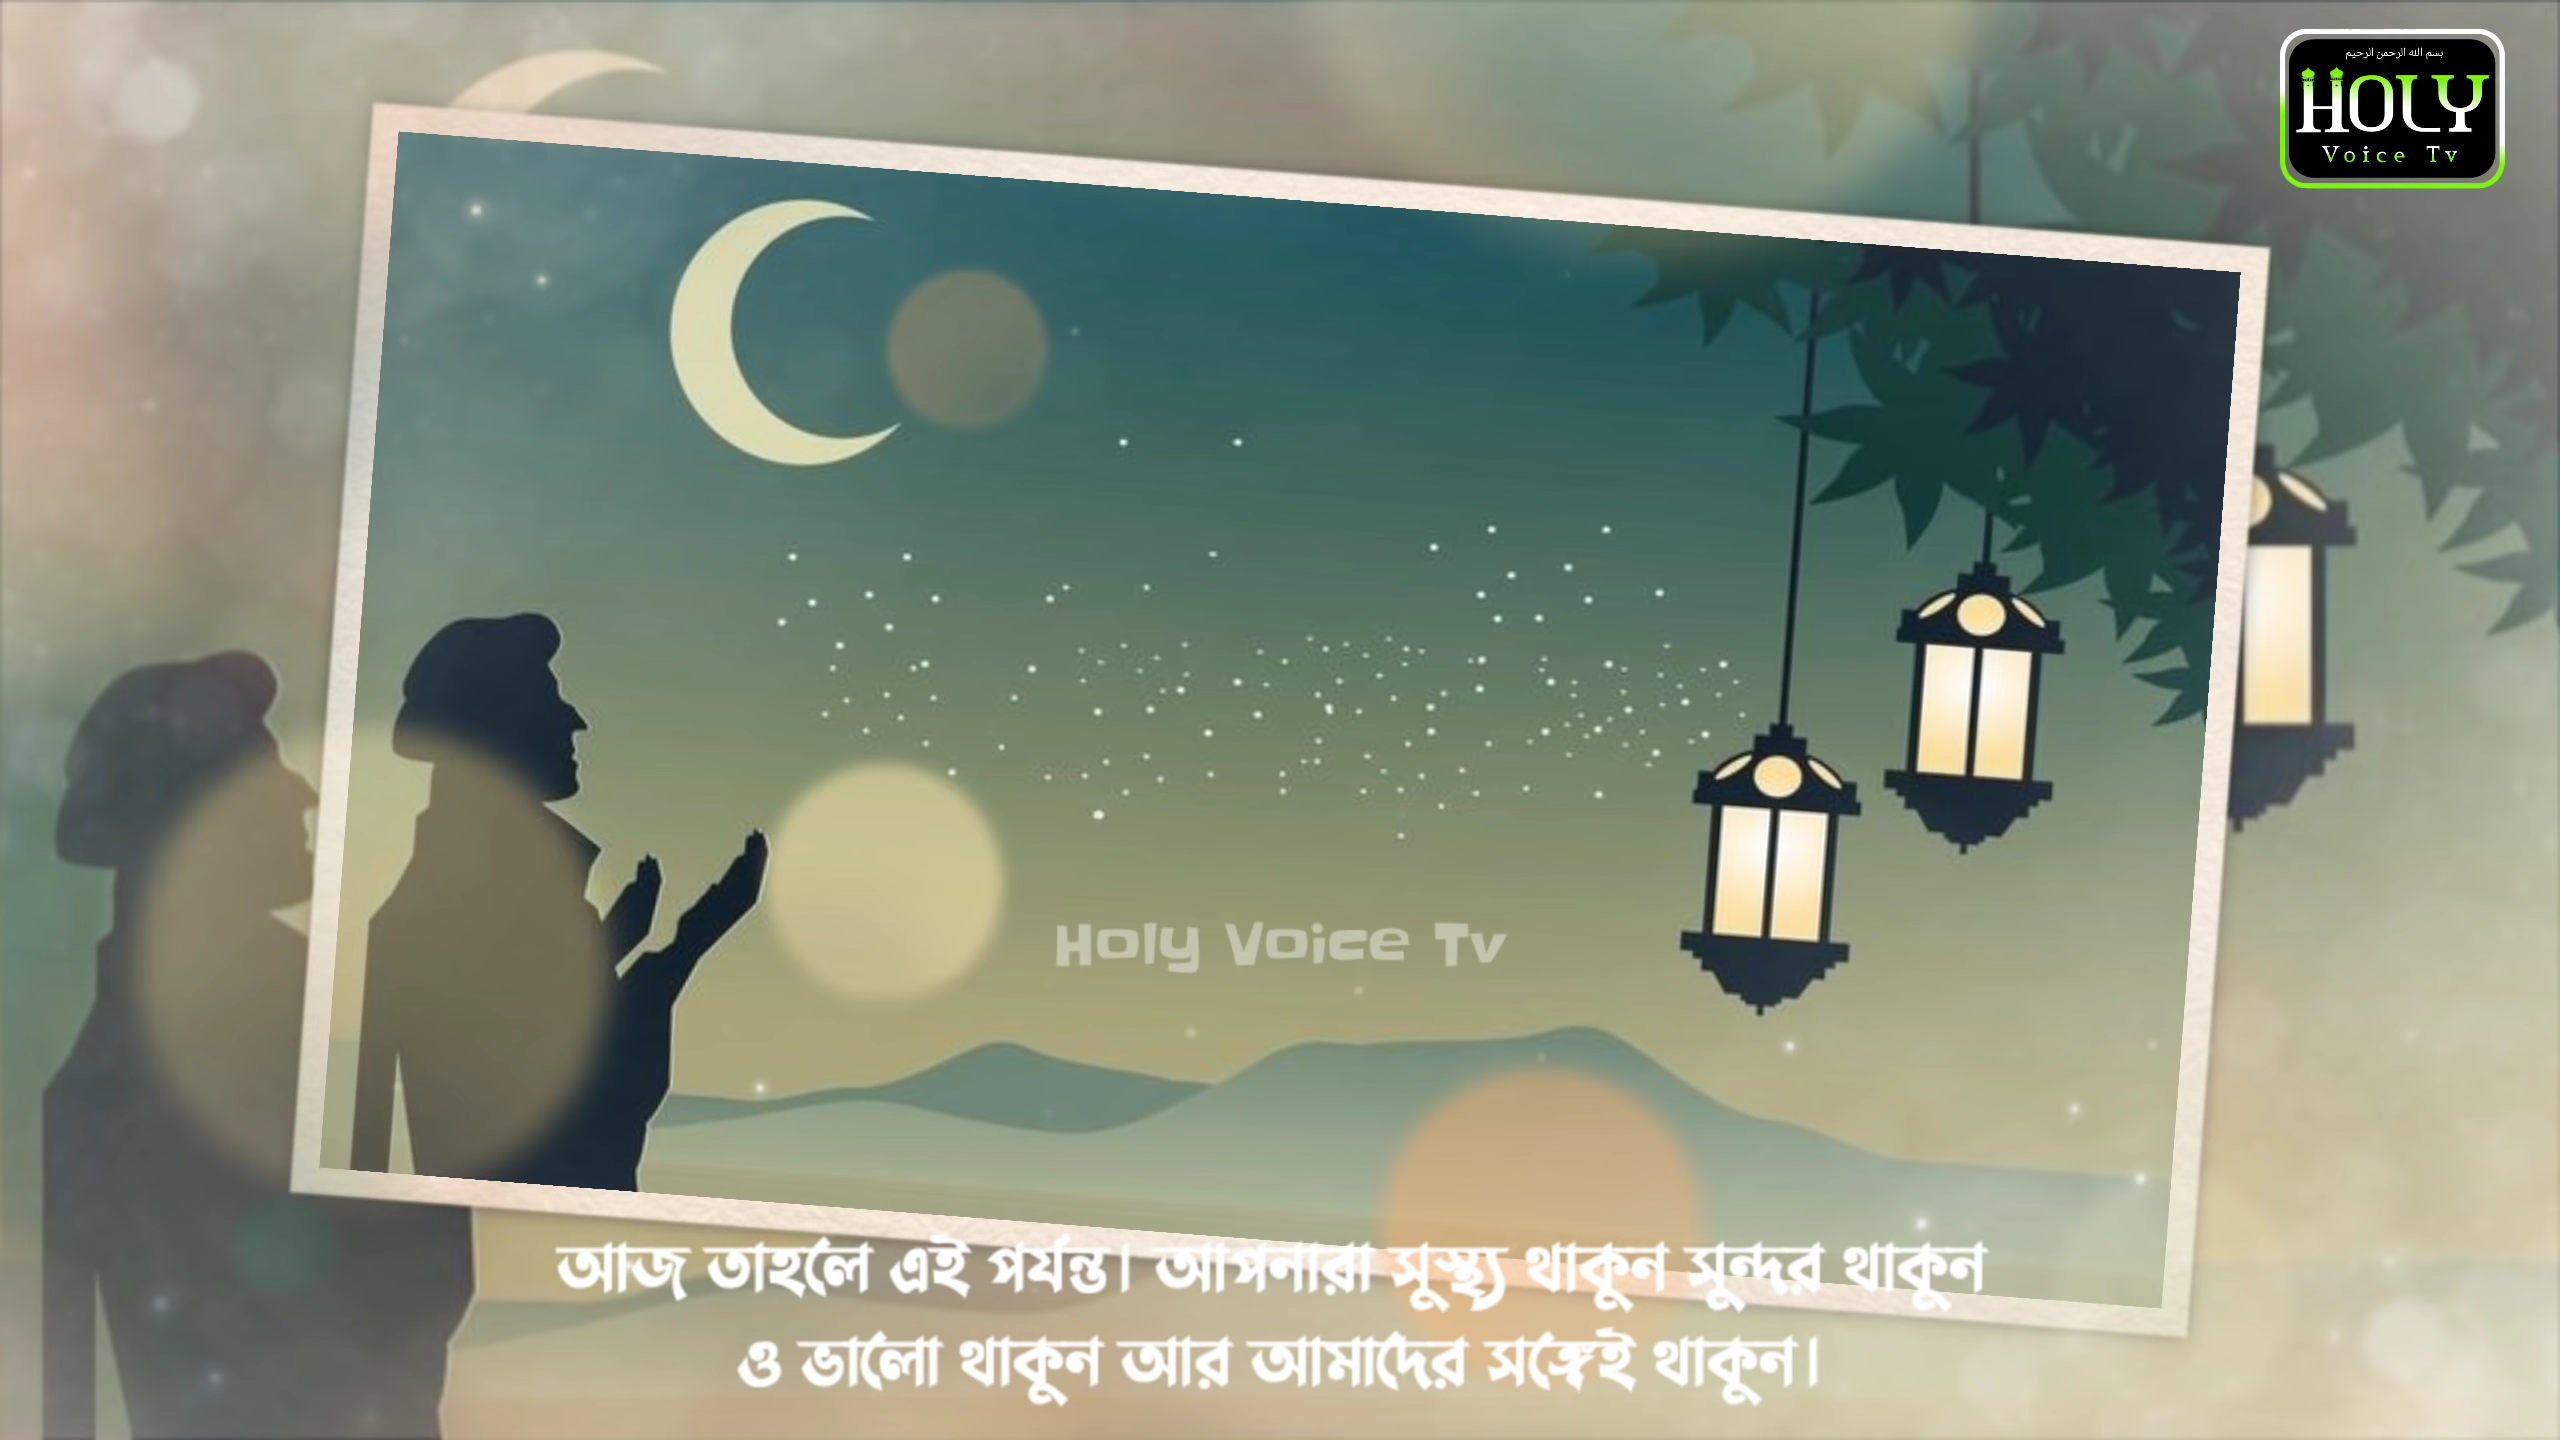 بسم الله الرحمن الرحيم
HOLY
Voice Tv
Holy Voice Tv
আজ তাহলে এই পর্যন্ত। আপনারা সুস্থ্য থাকুন সুন্দর থাকুন
ও ভালো থাকুন আর আমাদের সঙ্গেই থাকুন।